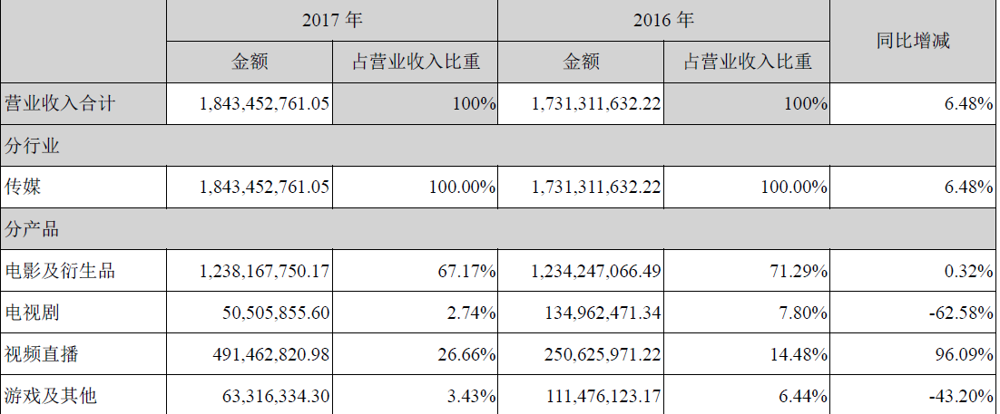 2017 年 2016 年 同比增减
金额 占营业收入比重 金额 占营业收入比重
营业收入合计 1,843,452,761.05 100% 1,731,311,632.22 100% 6.48%
分行业
传媒 1,843,452,761.05 100.00% 1,731,311,632.22 100.00% 6.48%
分产品
电影及衍生品 1,238,167,750.17 67.17% 1,234,247,066.49 71.29% 0.32%
电视剧 50,505,855.60 2.74% 134,962,471.34 7.80% -62.58%
视频直播 491,462,820.98 26.66% 250,625,971.22 14.48% 96.09%
游戏及其他 63,316,334.30 3.43% 111,476,123.17 6.44% -43.20%